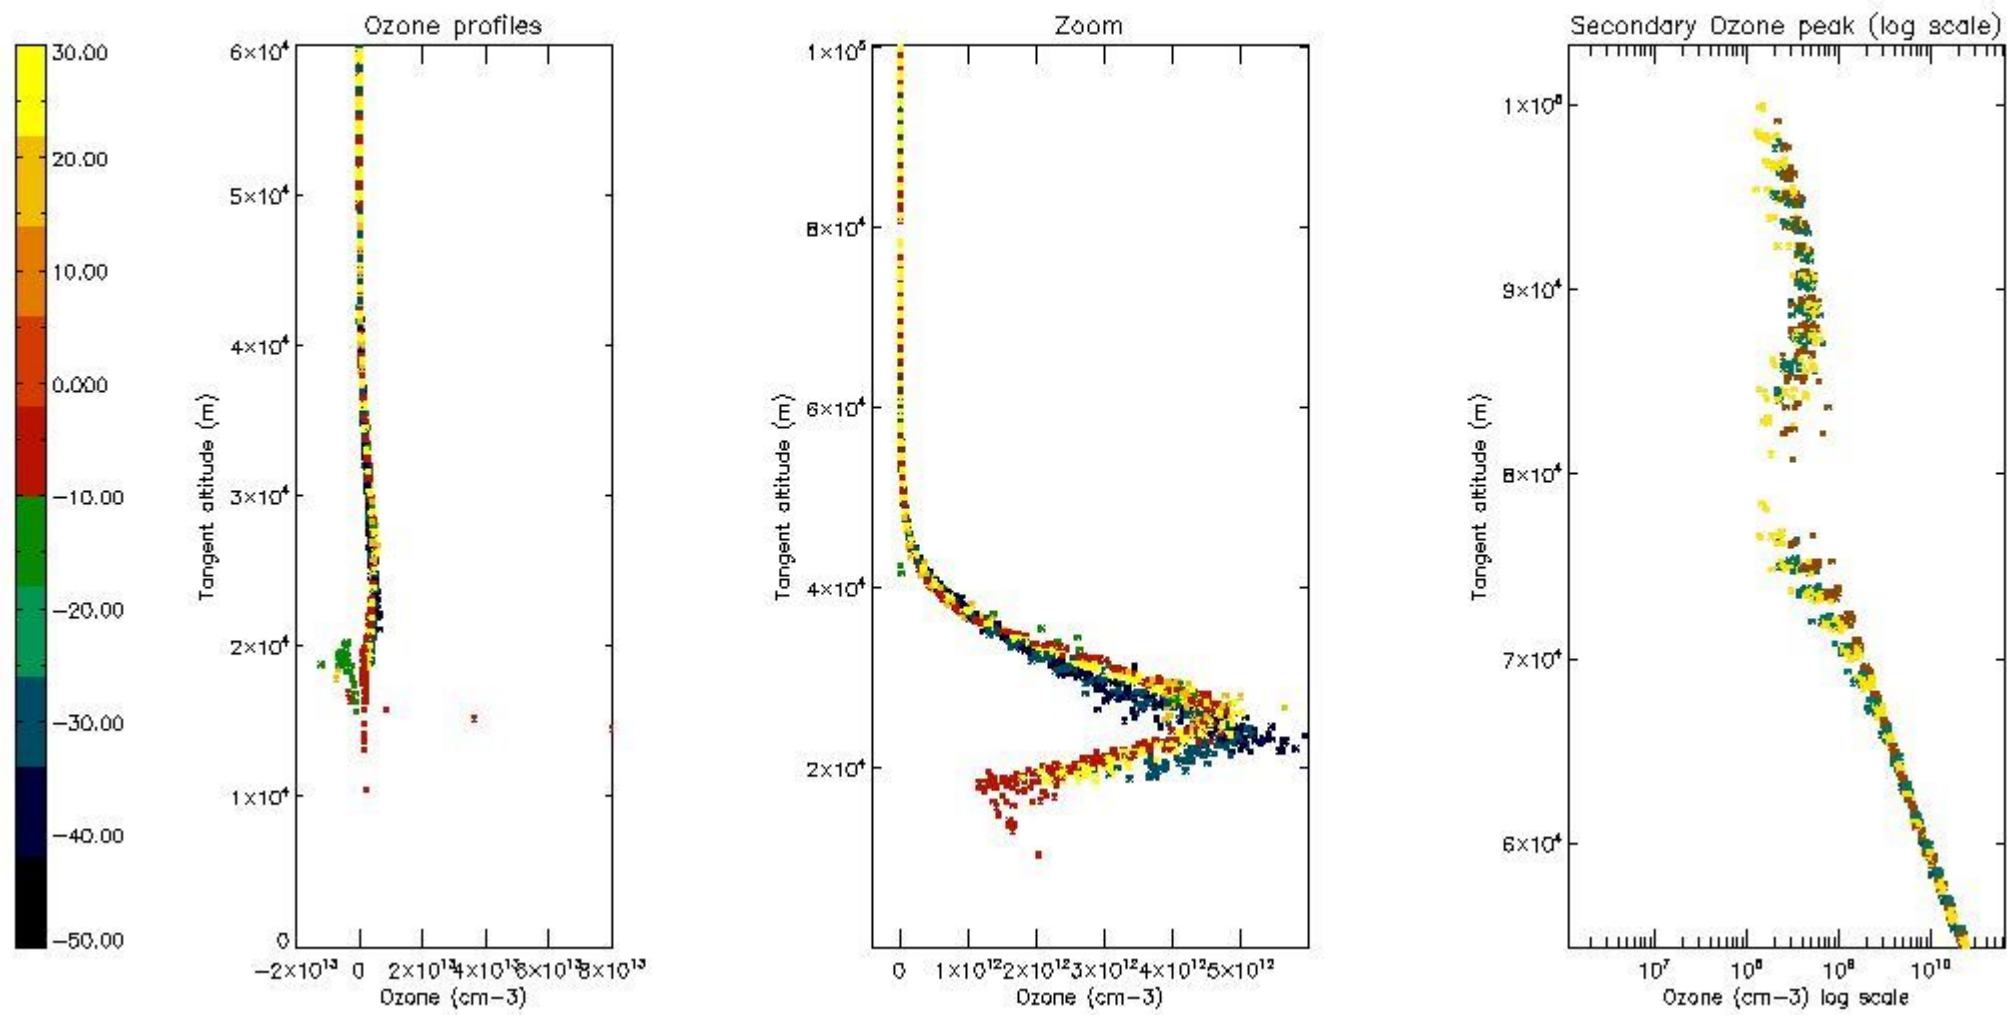 Ozone profiles
Zoom
Secondary Ozone peak (log scale)
30.00
20.00
10.00
0.000
−10.00
−20.00
−30.00
−40.00
−50.00
6×10⁴
5×10⁴
4×10⁴
3×10⁴
2×10⁴
1×10⁴
0
Tangent altitude (m)
−2×10¹³ 0 2×10¹³ 4×10¹³ 6×10¹³ 8×10¹³
Ozone (cm−3)
1×10⁵
8×10⁴
6×10⁴
4×10⁴
2×10⁴
Tangent altitude (m)
0 1×10¹² 2×10¹² 3×10¹² 4×10¹² 5×10¹²
Ozone (cm−3)
1×10⁵
9×10⁴
8×10⁴
7×10⁴
6×10⁴
Tangent altitude (m)
10⁷ 10⁸ 10⁹ 10¹⁰
Ozone (cm−3) log scale